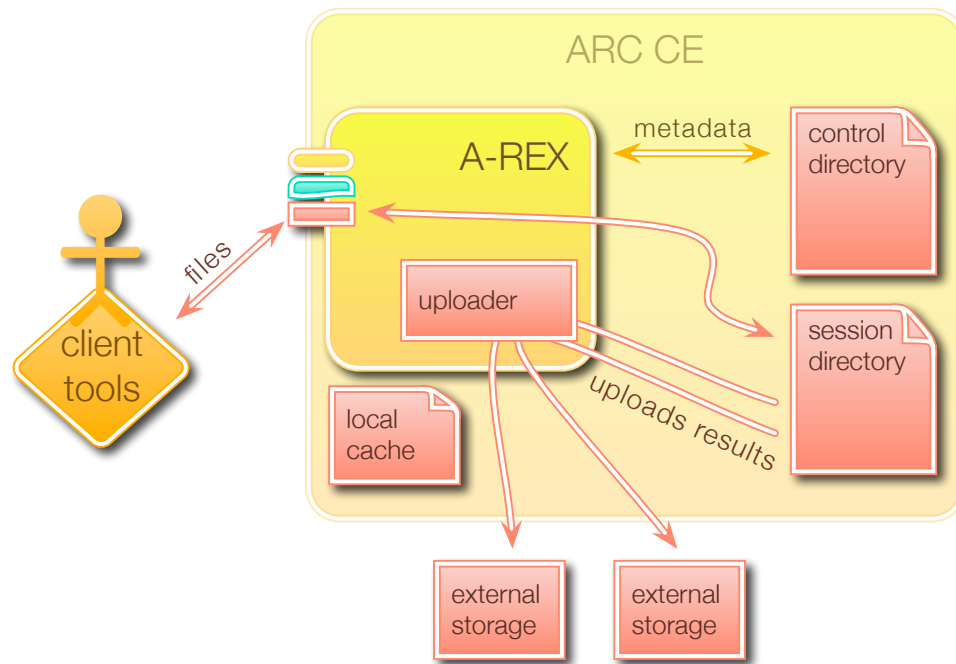 ARC CE
A-REX
metadata
control
directory
files
client
tools
uploader
session
directory
uploads results
local
cache
external
storage
external
storage